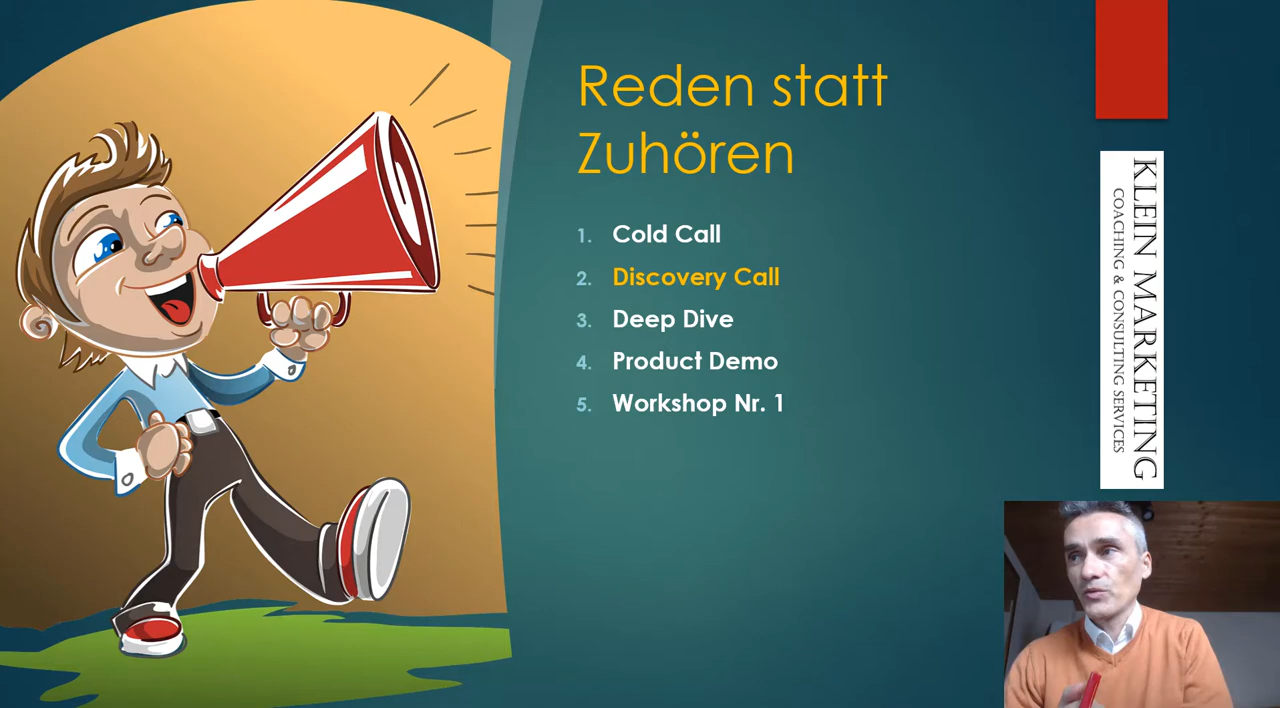 Reden statt
Zuhören
1. Cold Call
2. Discovery Call
3. Deep Dive
4. Product Demo
5. Workshop Nr. 1
KLEIN MARKETING
COACHING & CONSULTING SERVICES